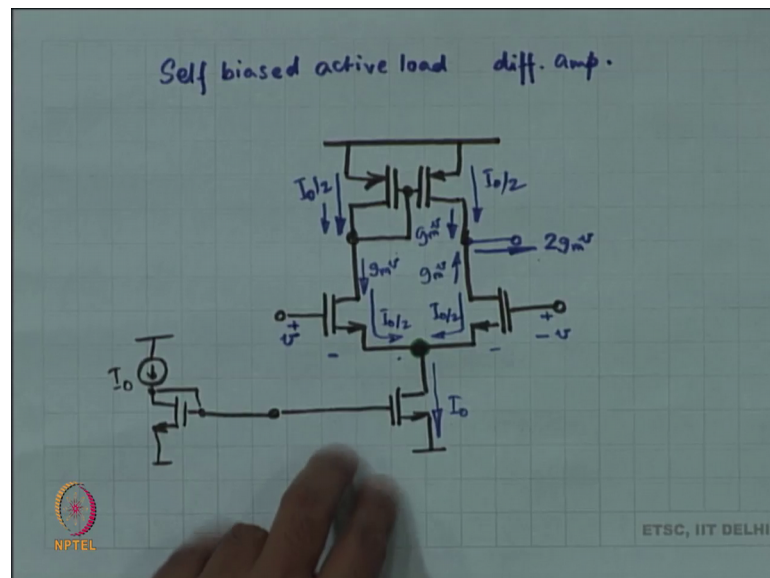 Self biased active load diff. amp.
I₀/2
I₀/2
gₘv
2gₘv
gₘv
gₘv
+
v
-
I₀/2
I₀/2
-
+
-v
I₀
I₀
NPTEL
ETSC, IIT DELHI